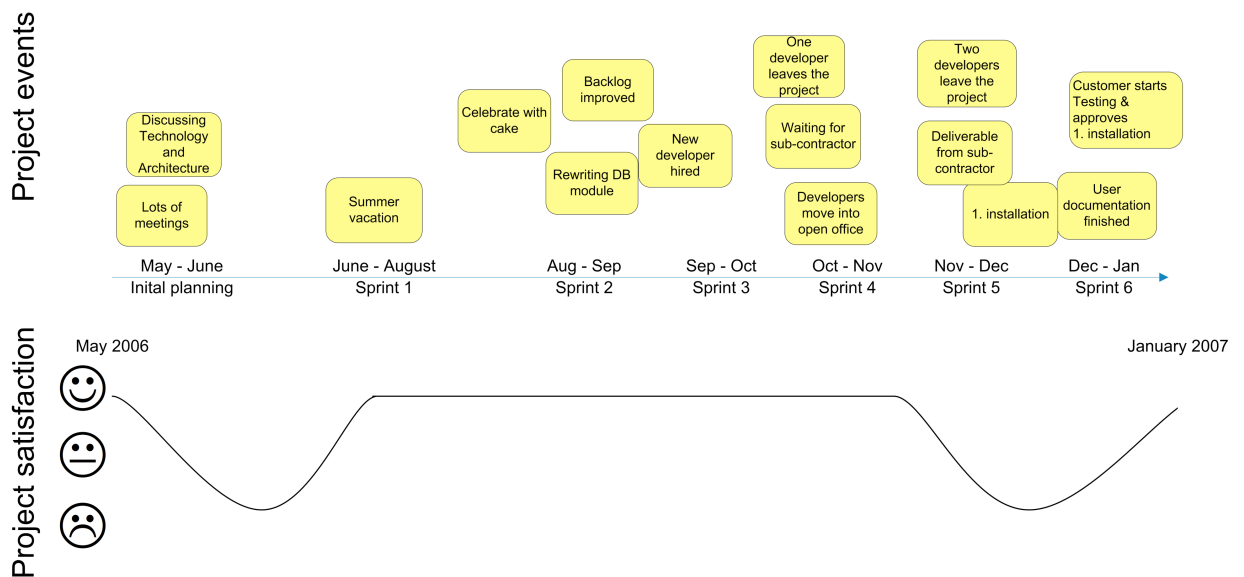 Project events
Discussing
Technology
and
Architecture
Lots of
meetings
Summer
vacation
Celebrate with
cake
Backlog
improved
Rewriting DB
module
New
developer
hired
One
developer
leaves the
project
Waiting for
sub-contractor
Developers
move into
open office
Two
developers
leave the
project
Deliverable
from sub-
contractor
1. installation
Customer starts
Testing &
approves
1. installation
User
documentation
finished
May - June
Inital planning
June - August
Sprint 1
Aug - Sep
Sprint 2
Sep - Oct
Sprint 3
Oct - Nov
Sprint 4
Nov - Dec
Sprint 5
Dec - Jan
Sprint 6
May 2006
January 2007
Project satisfaction